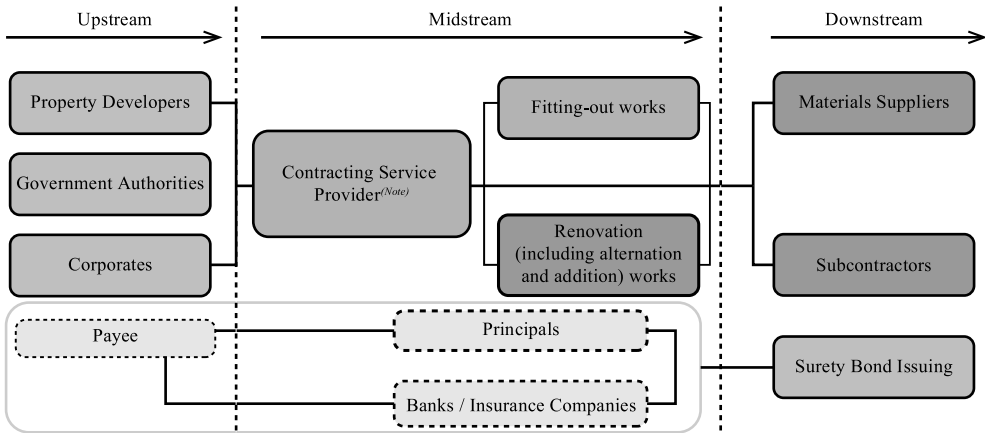 Upstream
Midstream
Downstream
Property Developers
Government Authorities
Corporates
Contracting Service
Provider(Note)
Fitting-out works
Renovation
(including alternation
and addition) works
Materials Suppliers
Subcontractors
Payee
Principals
Banks / Insurance Companies
Surety Bond Issuing